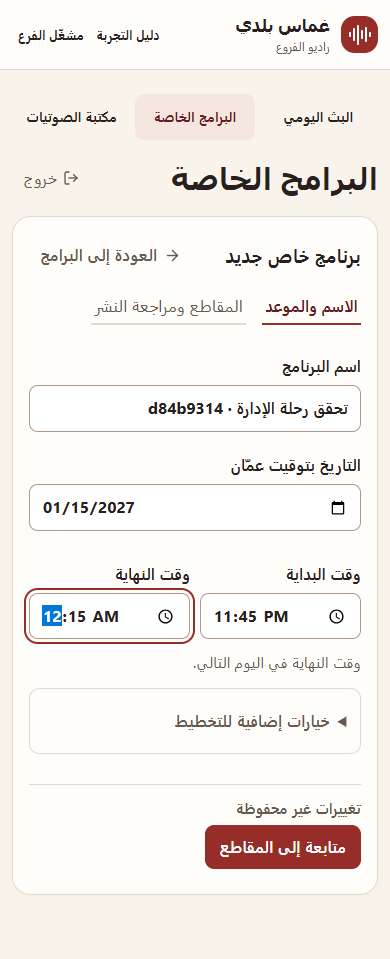 غماس بلدي
راديو الفروع
دليل التجربة
مشغّل الفرع
البث اليومي
البرامج الخاصة
مكتبة الصوتيات
البرامج الخاصة
خروج
برنامج خاص جديد
العودة إلى البرامج
الاسم والموعد
المقاطع ومراجعة النشر
اسم البرنامج
تحقق رحلة الإدارة · d84b9314
التاريخ بتوقيت عمّان
01/15/2027
وقت البداية
وقت النهاية
11:45 PM
12:15 AM
وقت النهاية في اليوم التالي.
خيارات إضافية للتخطيط
تغييرات غير محفوظة
متابعة إلى المقاطع